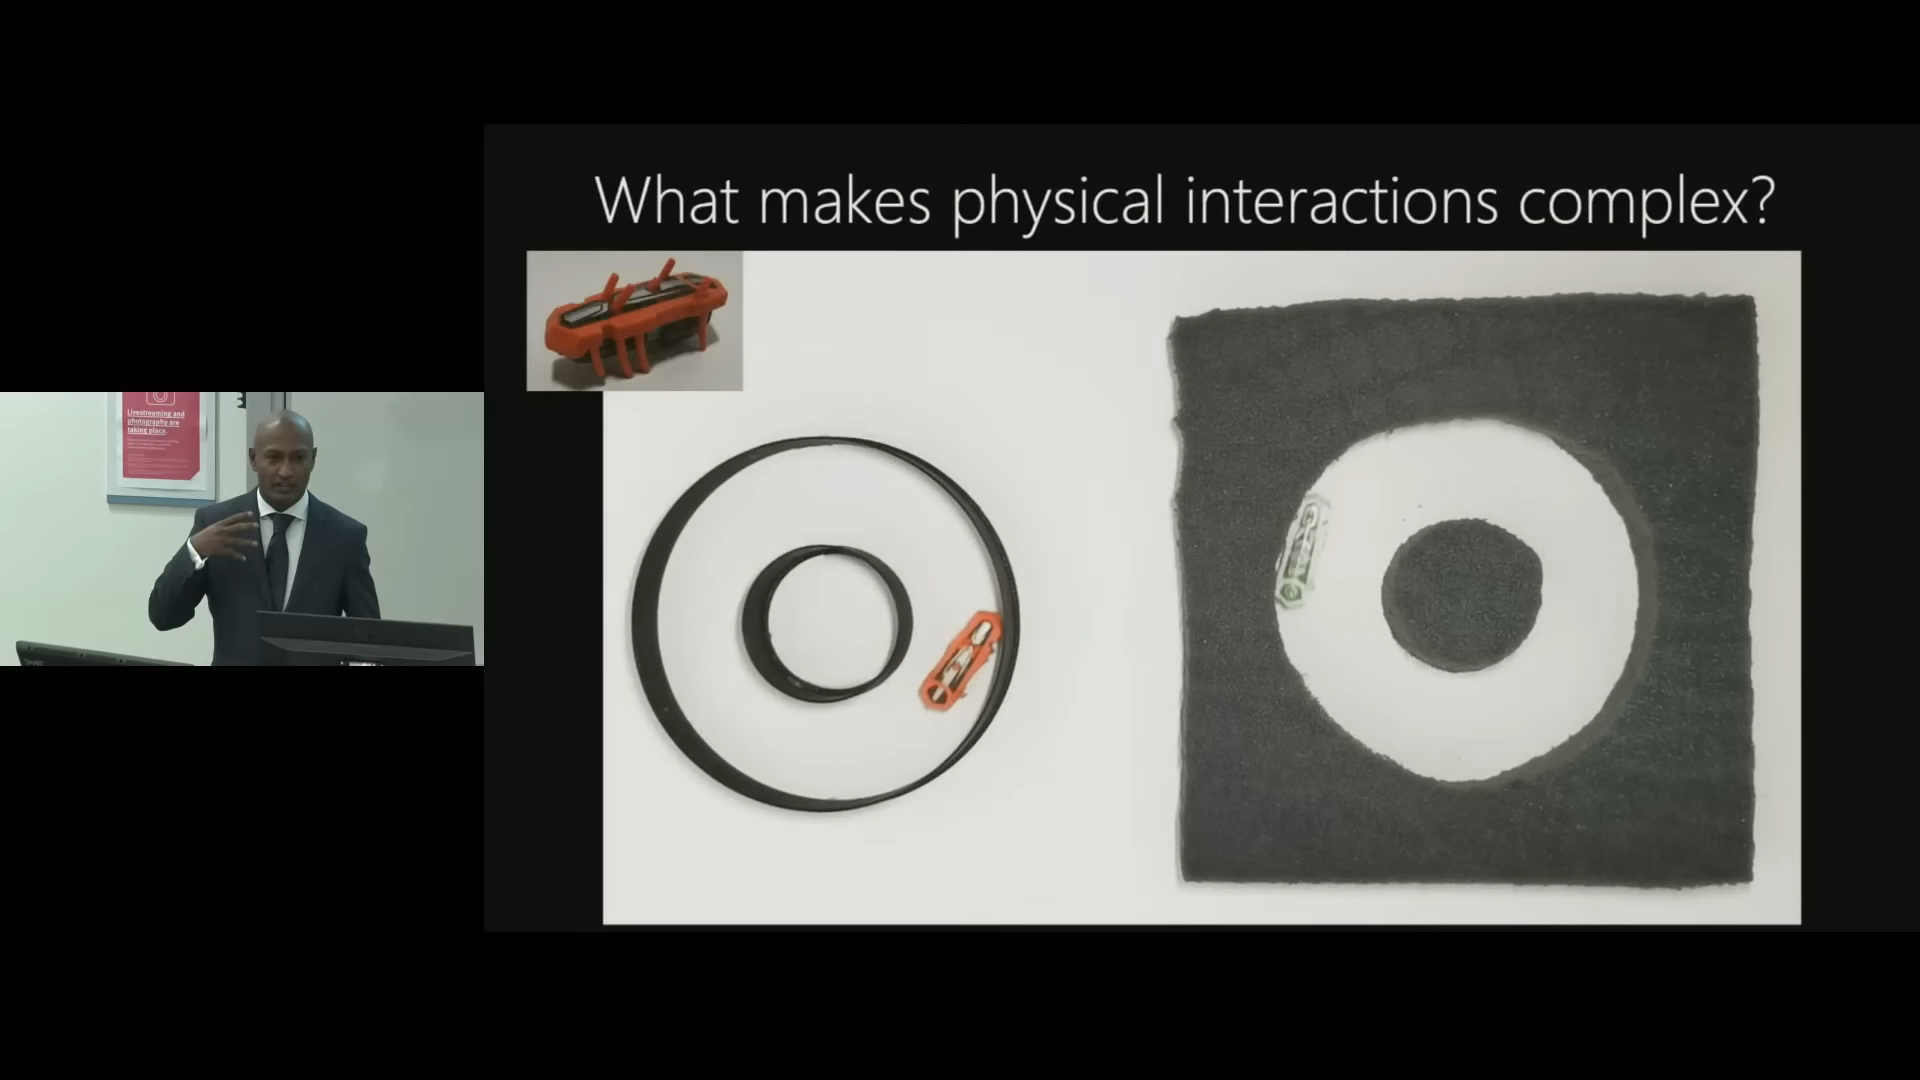 What makes physical interactions complex?
Livestreaming and
photography are
taking place.